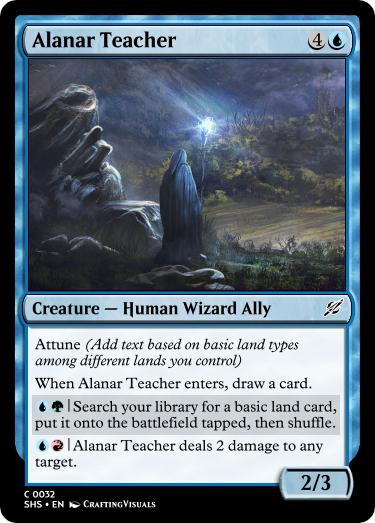 Alanar Teacher 4
Creature — Human Wizard Ally
Attune (Add text based on basic land types
among different lands you control)
When Alanar Teacher enters, draw a card.
| Search your library for a basic land card,
put it onto the battlefield tapped, then shuffle.
| Alanar Teacher deals 2 damage to any
target.
2/3
C 0032
SHS • EN CraftingVisuals